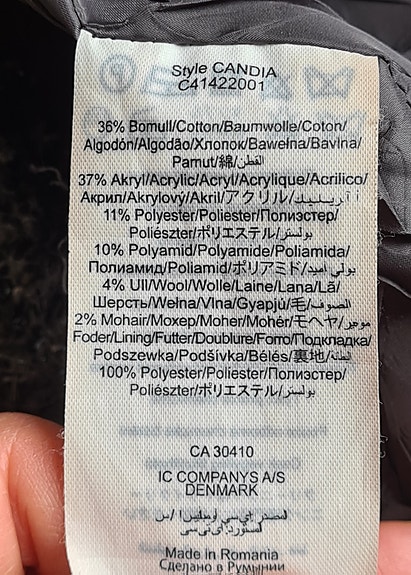 Style CANDIA
C41422001
36% Bomull/Cotton/Baumwolle/Coton/
Algodón/Algodão/Хлопок/Bawełna/Bavlna/
Pamut/綿/القطن
37% Akryl/Acrylic/Acryl/Acrylique/Acrilico/
Акрил/Akrylový/Akril/アクリル/آكريليك
11% Polyester/Poliester/Полиэстер/
Poliészter/ポリエステル/بوليستر
10% Polyamid/Polyamide/Poliamida/
Полиамид/Poliamid/ポリアミド/بولي أميد
4% Ull/Wool/Wolle/Laine/Lana/Lã/
Шерсть/Wełna/Vlna/Gyapjú/毛/الصوف
2% Mohair/Мохер/Moher/Mohér/モヘヤ/موهير
Foder/Lining/Futter/Doublure/Forro/Подкладка/
Podszewka/Podšívka/Bélés/裏地/البطانة
100% Polyester/Poliester/Полиэстер/
Poliészter/ポリエステル/بولستر
CA 30410
IC COMPANYS A/S
DENMARK
Made in Romania
Сделано в Румынии